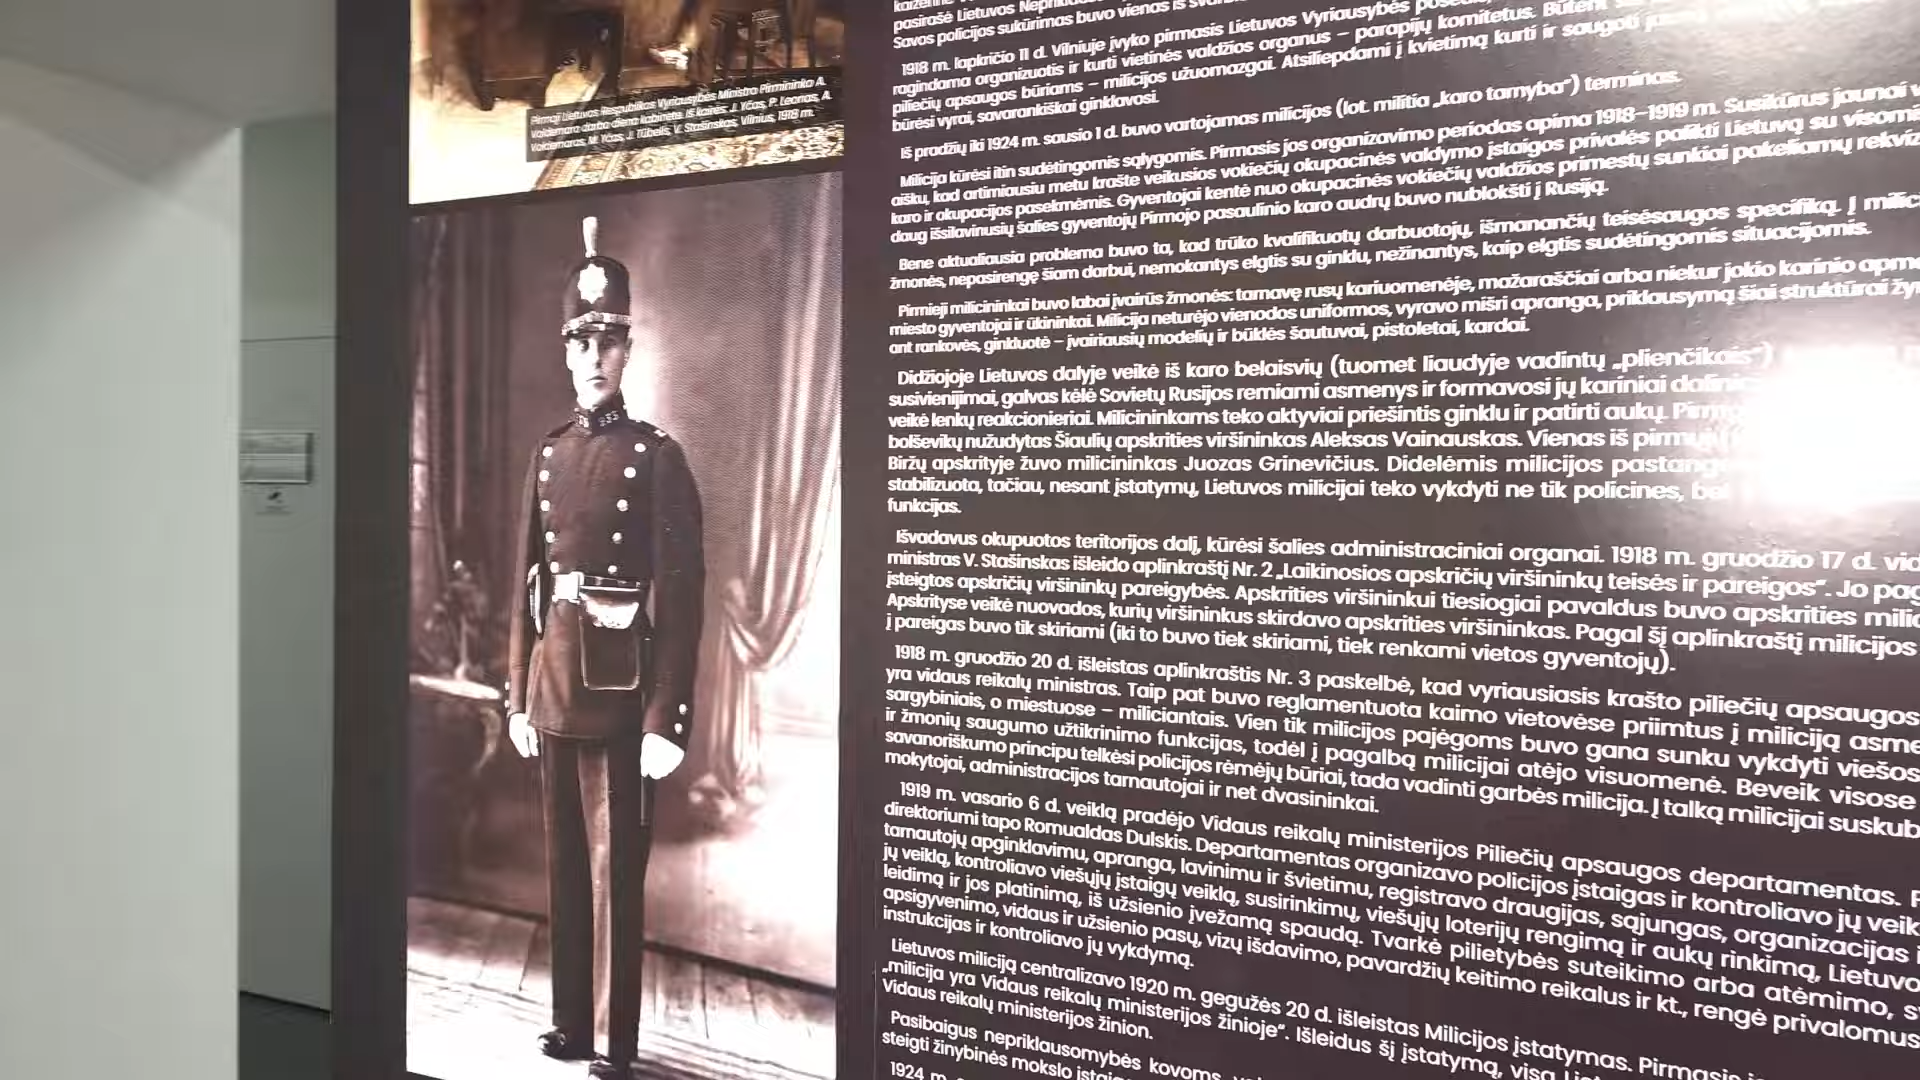 Pirmoji Lietuvos Respublikos Vyriausybės Ministro Pirmininko A.
Voldemaro darbo diena kabinete. Iš kairės: J. Yčas, P. Leonas, A.
Voldemaras, M. Yčas, J. Tūbelis, V. Stašinskas. Vilnius, 1918 m.
pasirašė Lietuvos
Savos policijos sukūrimas buvo vienas iš
1918 m. lapkričio 11 d. Vilniuje įvyko pirmasis Lietuvos Vyriausybės
ragindama organizuotis ir kurti vietinės valdžios organus – parapijų komitetus.
piliečių apsaugos būriams – milicijos užuomazgai. Atsiliepdami į kvietimą kurti ir saugoti
būrėsi vyrai, savarankiškai ginklavosi.
Iš pradžių iki 1924 m. sausio 1 d. buvo vartojamas milicijos (lot. militia „karo tarnyba“) terminas.
Milicija kūrėsi itin sudėtingomis sąlygomis. Pirmasis jos organizavimo periodas apima 1918–1919 m. Susikūrus jaunai
aišku, kad artimiausiu metu krašte veikusios vokiečių okupacinės valdymo įstaigos privalės palikti Lietuvą su visomis
karo ir okupacijos pasekmėmis. Gyventojai kentė nuo okupacinės vokiečių valdžios primestų sunkiai pakeliamų
daug išsilavinusių šalies gyventojų Pirmojo pasaulinio karo audrų buvo nublokšti į Rusiją.
Bene aktualiausia problema buvo ta, kad trūko kvalifikuotų darbuotojų, išmanančių teisėsaugos specifiką. Į
žmonės, nepasirengę šiam darbui, nemokantys elgtis su ginklu, nežinantys, kaip elgtis sudėtingomis situacijomis.
Pirmieji milicininkai buvo labai įvairūs žmonės: tarnavę rusų kariuomenėje, mažaraščiai arba niekur jokio karinio
miesto gyventojai ir ūkininkai. Milicija neturėjo vienodos uniformos, vyravo mišri apranga, priklausymą šiai struktūrai
ant rankovės, ginkluotė – įvairiausių modelių ir būklės šautuvai, pistoletai, kardai.
Didžiojoje Lietuvos dalyje veikė iš karo belaisvių (tuomet liaudyje vadintų „plienčikais“)
susivienijimai, galvas kėlė Sovietų Rusijos remiami asmenys ir formavosi jų kariniai
veikė lenkų reakcionieriai. Milicininkams teko aktyviai priešintis ginklu ir patirti aukų.
bolševikų nužudytas Šiaulių apskrities viršininkas Aleksas Vainauskas. Vienas iš
Biržų apskrityje žuvo milicininkas Juozas Grinevičius. Didelėmis milicijos
stabilizuota, tačiau, nesant įstatymų, Lietuvos milicijai teko vykdyti ne tik policines,
funkcijas.
Išvadavus okupuotos teritorijos dalį, kūrėsi šalies administraciniai organai. 1918 m. gruodžio 17 d.
ministras V. Stašinskas išleido aplinkraštį Nr. 2 „Laikinosios apskričių viršininkų teisės ir pareigos“. Jo
įsteigtos apskričių viršininkų pareigybės. Apskrities viršininkui tiesiogiai pavaldus buvo apskrities
Apskrityse veikė nuovados, kurių viršininkus skirdavo apskrities viršininkas. Pagal šį aplinkraštį milicijos
į pareigas buvo tik skiriami (iki to buvo tiek skiriami, tiek renkami vietos gyventojų).
1918 m. gruodžio 20 d. išleistas aplinkraštis Nr. 3 paskelbė, kad vyriausiasis krašto piliečių apsaugos
yra vidaus reikalų ministras. Taip pat buvo reglamentuota kaimo vietovėse priimtus į miliciją
sargybiniais, o miestuose – miliciantais. Vien tik milicijos pajėgoms buvo gana sunku vykdyti
ir žmonių saugumo užtikrinimo funkcijas, todėl į pagalbą milicijai atėjo visuomenė. Beveik visose
savanoriškumo principu telkėsi policijos rėmėjų būriai, tada vadinti garbės milicija. Į talką milicijai
mokytojai, administracijos tarnautojai ir net dvasininkai.
1919 m. vasario 6 d. veiklą pradėjo Vidaus reikalų ministerijos Piliečių apsaugos departamentas.
direktoriumi tapo Romualdas Dulskis. Departamentas organizavo policijos įstaigas ir kontroliavo jų
tarnautojų apginklavimu, apranga, lavinimu ir švietimu, registravo draugijas, sąjungas, organizacijas
jų veiklą, kontroliavo viešųjų įstaigų veiklą, susirinkimų, viešųjų loterijų rengimą ir aukų rinkimą,
leidimą ir jos platinimą, iš užsienio įvežamą spaudą. Tvarkė pilietybės suteikimo arba atėmimo,
apsigyvenimo, vidaus ir užsienio pasų, vizų išdavimo, pavardžių keitimo reikalus ir kt., rengė
instrukcijas ir kontroliavo jų vykdymą.
Lietuvos miliciją centralizavo 1920 m. gegužės 20 d. išleistas Milicijos įstatymas.
„milicija yra Vidaus reikalų ministerijos žinioje“. Išleidus šį įstatymą, visa
Vidaus reikalų ministerijos žinion.
Pasibaigus nepriklausomybės kovoms,
steigti žinybinės mokslo
1924 m.